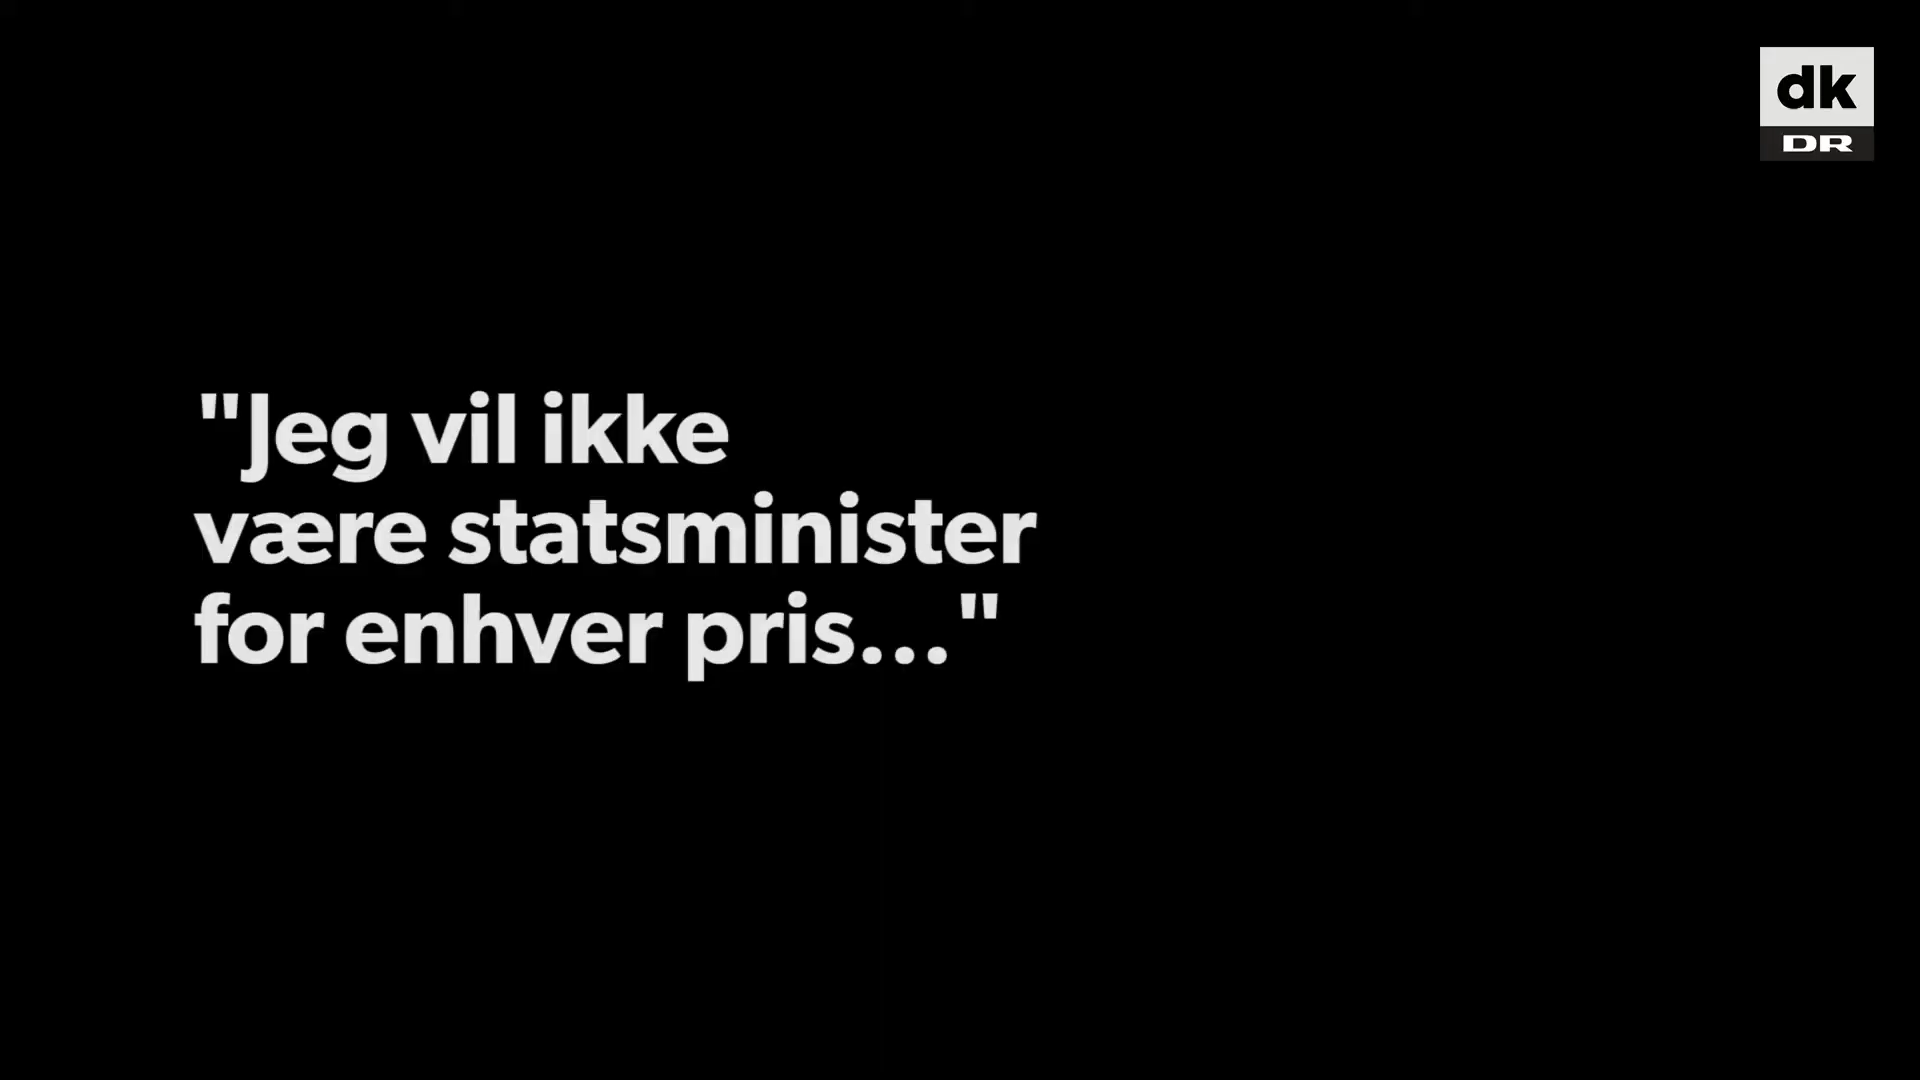 dk
DR
"Jeg vil ikke
være statsminister
for enhver pris..."